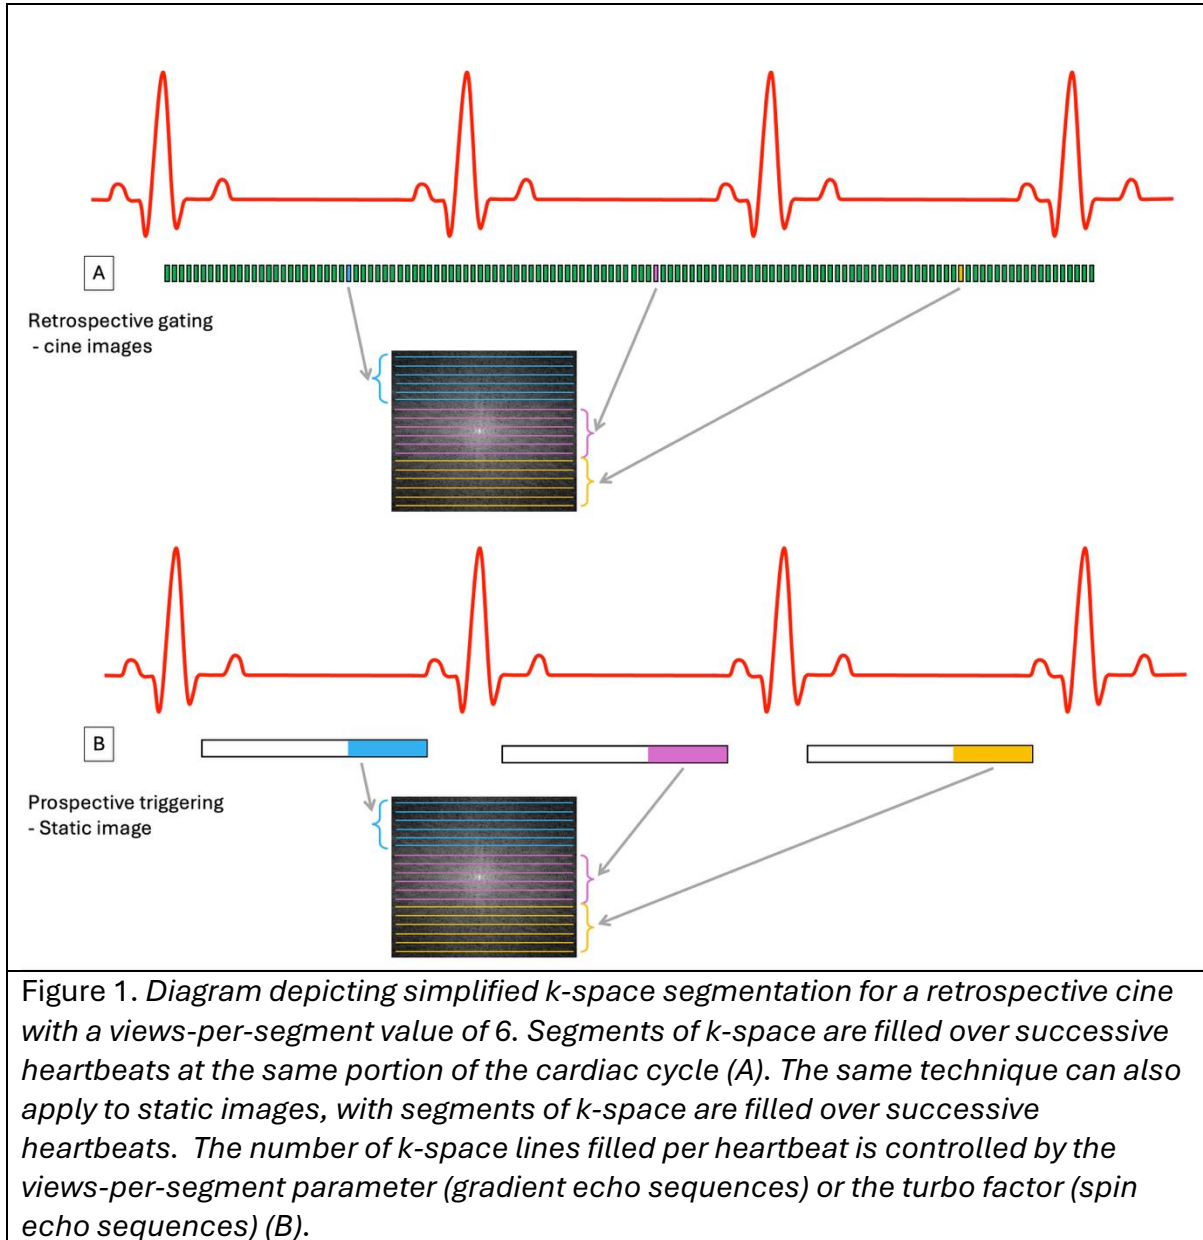 A
Retrospective gating
- cine images
B
Prospective triggering
- Static image
Figure 1. Diagram depicting simplified k-space segmentation for a retrospective cine
with a views-per-segment value of 6. Segments of k-space are filled over successive
heartbeats at the same portion of the cardiac cycle (A). The same technique can also
apply to static images, with segments of k-space are filled over successive
heartbeats. The number of k-space lines filled per heartbeat is controlled by the
views-per-segment parameter (gradient echo sequences) or the turbo factor (spin
echo sequences) (B).